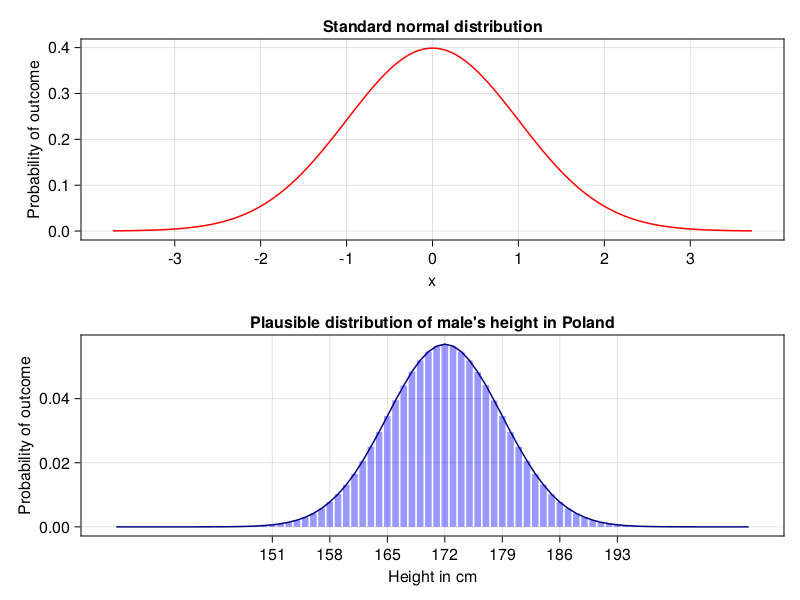 Standard normal distribution
Probability of outcome
0.4
0.3
0.2
0.1
0.0
-3 -2 -1 0 1 2 3
x
Plausible distribution of male's height in Poland
Probability of outcome
0.04
0.02
0.00
151 158 165 172 179 186 193
Height in cm